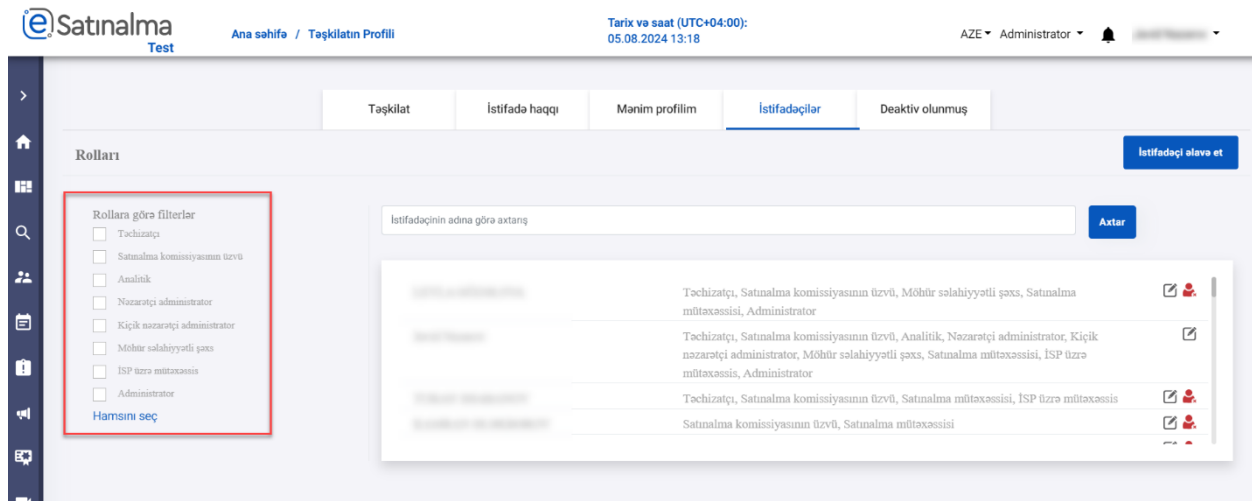 e Satınalma
Test
Ana səhifə / Təşkilatın Profili
Tarix və saat (UTC+04:00):
05.08.2024 13:18
AZE
Administrator
Təşkilat
İstifadə haqqı
Mənim profilim
İstifadəçilər
Deaktiv olunmuş
Rolları
İstifadəçi əlavə et
Rollara görə filterlər
Təchizatçı
Satınalma komissiyasının üzvü
Analitik
Nəzarətçi administrator
Kiçik nəzarətçi administrator
Möhür səlahiyyətli şəxs
İSP üzrə mütəxəssis
Administrator
Hamsını seç
İstifadəçinin adına görə axtarış
Axtar
Təchizatçı, Satınalma komissiyasının üzvü, Möhür səlahiyyətli şəxs, Satınalma
mütəxəssisi, Administrator
Təchizatçı, Satınalma komissiyasının üzvü, Analitik, Nəzarətçi administrator, Kiçik
nəzarətçi administrator, Möhür səlahiyyətli şəxs, Satınalma mütəxəssisi, İSP üzrə
mütəxəssis, Administrator
Təchizatçı, Satınalma komissiyasının üzvü, Satınalma mütəxəssisi, İSP üzrə mütəxəssis
Satınalma komissiyasının üzvü, Satınalma mütəxəssisi